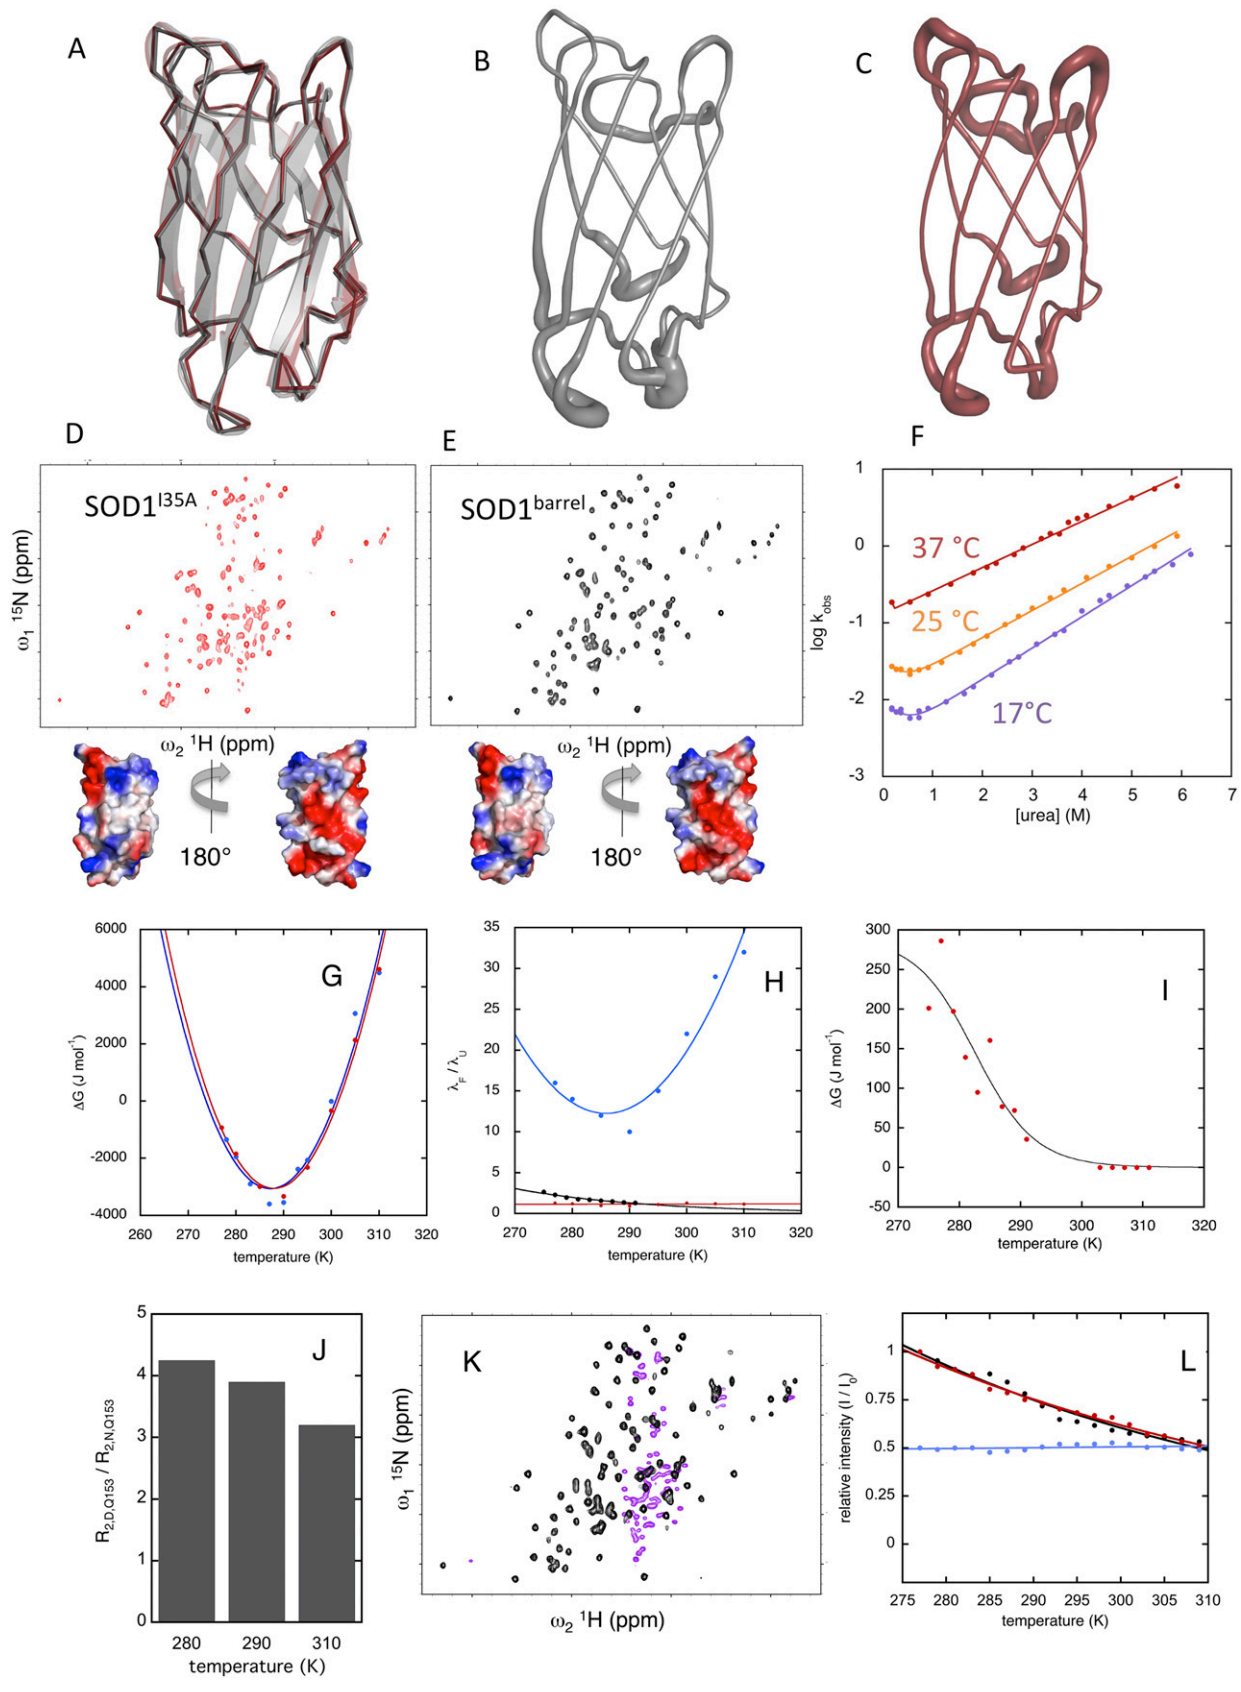 A
B
C
D
SOD1^I35A
ω1 ¹⁵N (ppm)
ω2 ¹H (ppm)
180°
E
SOD1^barrel
ω2 ¹H (ppm)
180°
F
37 °C
25 °C
17°C
log k_obs
1
0
-1
-2
-3
0 1 2 3 4 5 6 7
[urea] (M)
G
ΔG (J mol⁻¹)
6000
4000
2000
0
-2000
-4000
260 270 280 290 300 310 320
temperature (K)
H
λF / λU
35
30
25
20
15
10
5
0
270 280 290 300 310 320
temperature (K)
I
ΔG (J mol⁻¹)
300
250
200
150
100
50
0
-50
270 280 290 300 310 320
temperature (K)
J
R2,D,Q153 / R2,N,Q153
5
4
3
2
1
0
280 290 310
temperature (K)
K
ω1 ¹⁵N (ppm)
ω2 ¹H (ppm)
L
relative intensity (I / I0)
1
0.75
0.5
0.25
0
275 280 285 290 295 300 305 310
temperature (K)